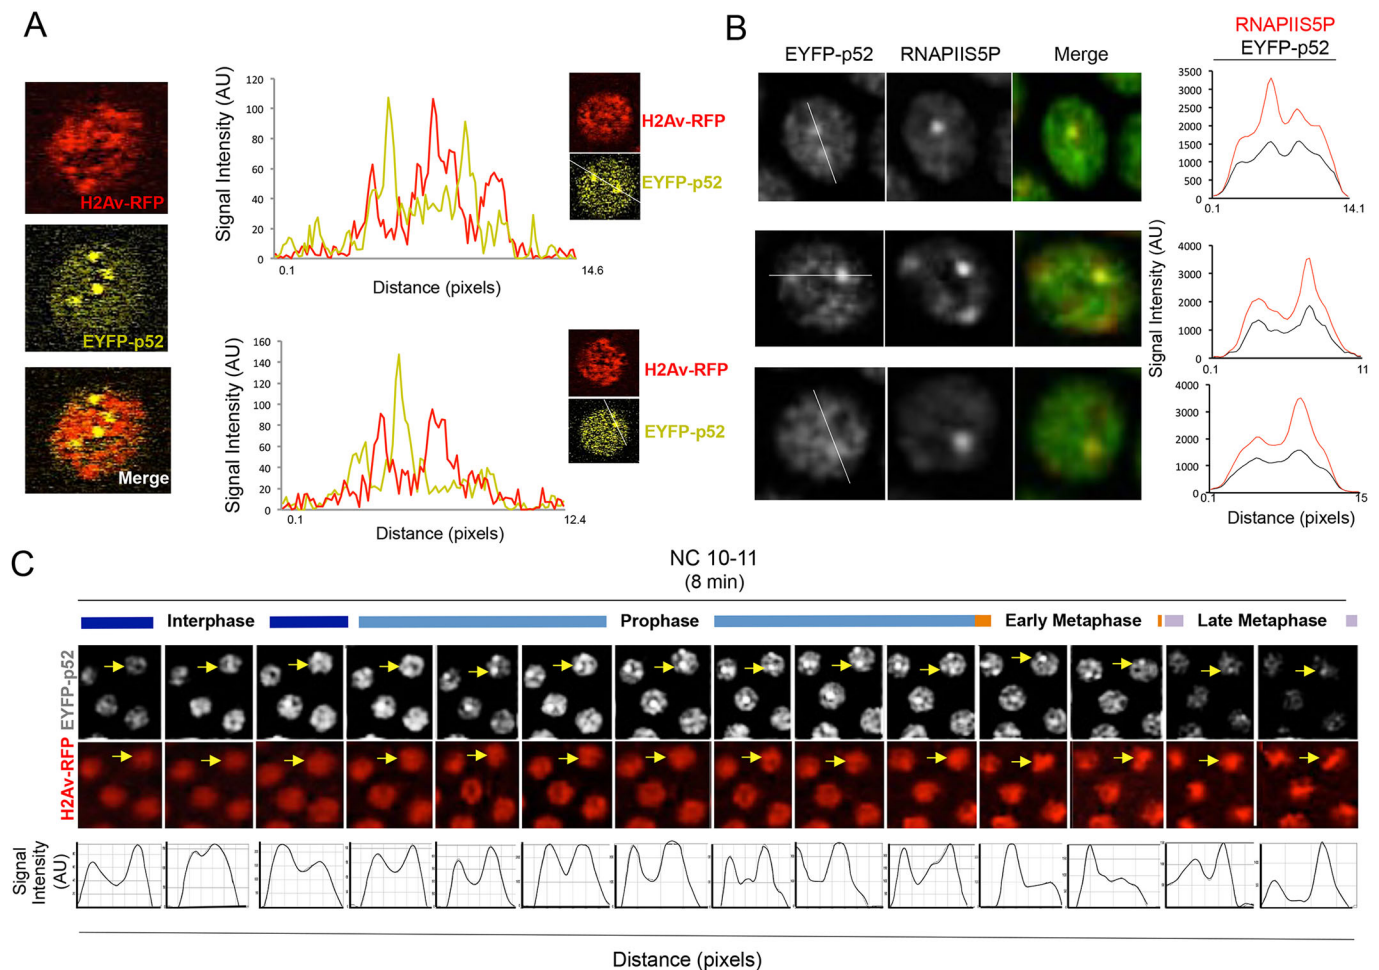 A
H2Av-RFP
EYFP-p52
Merge
Signal Intensity (AU)
120
100
80
60
40
20
0
0.1
14.6
Distance (pixels)
H2Av-RFP
EYFP-p52
Signal Intensity (AU)
160
140
120
100
80
60
40
20
0
0.1
12.4
Distance (pixels)
H2Av-RFP
EYFP-p52
B
EYFP-p52 RNAPIIS5P Merge
RNAPIIS5P
EYFP-p52
Signal Intensity (AU)
3500
3000
2500
2000
1500
1000
500
0
0.1
14.1
4000
3000
2000
1000
0
0.1
11
4000
3000
2000
1000
0
0.1
15
Distance (pixels)
C
NC 10-11
(8 min)
Interphase Prophase Early Metaphase Late Metaphase
EYFP-p52
H2Av-RFP
Signal
Intensity
(AU)
Distance (pixels)